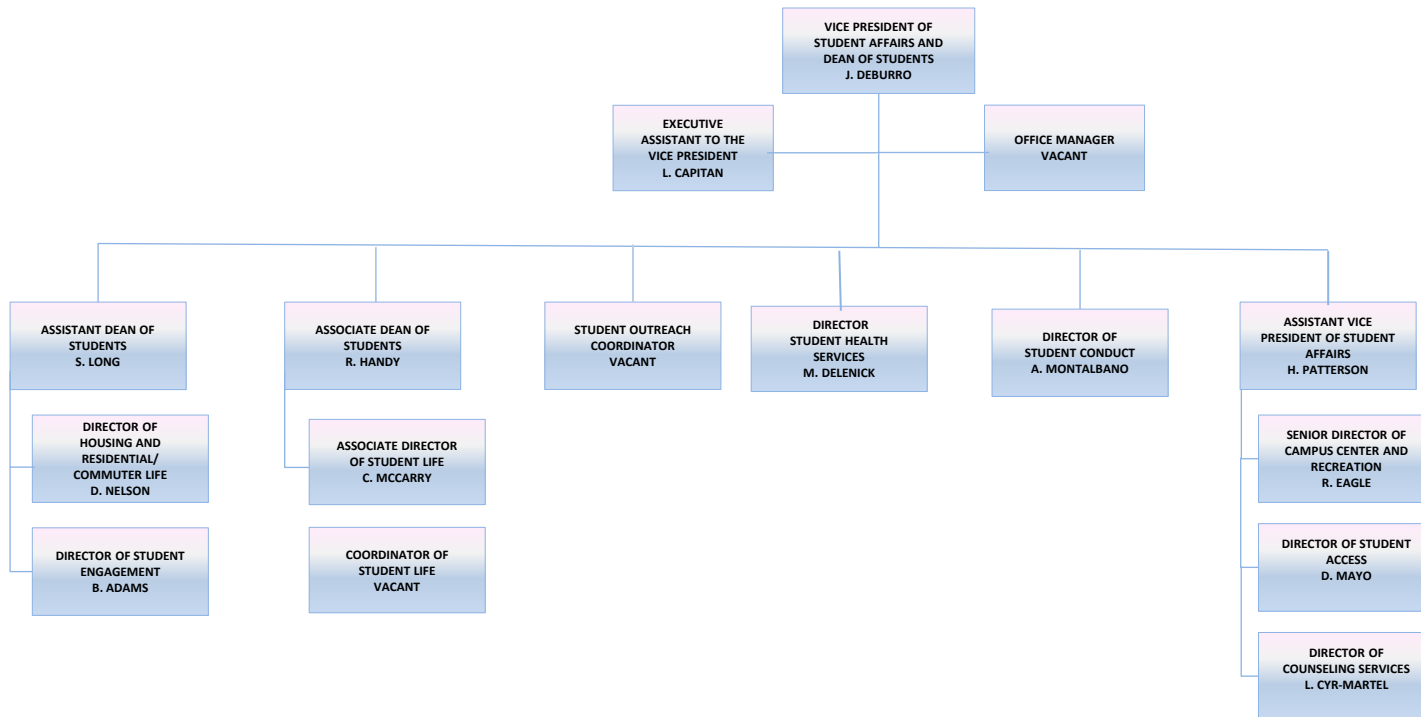 VICE PRESIDENT OF
STUDENT AFFAIRS AND
DEAN OF STUDENTS
J. DEBURRO
EXECUTIVE
ASSISTANT TO THE
VICE PRESIDENT
L. CAPITAN
OFFICE MANAGER
VACANT
ASSISTANT DEAN OF
STUDENTS
S. LONG
ASSOCIATE DEAN OF
STUDENTS
R. HANDY
STUDENT OUTREACH
COORDINATOR
VACANT
DIRECTOR
STUDENT HEALTH
SERVICES
M. DELENICK
DIRECTOR OF
STUDENT CONDUCT
A. MONTALBANO
ASSISTANT VICE
PRESIDENT OF STUDENT
AFFAIRS
H. PATTERSON
DIRECTOR OF
HOUSING AND
RESIDENTIAL/
COMMUTER LIFE
D. NELSON
ASSOCIATE DIRECTOR
OF STUDENT LIFE
C. MCCARRY
SENIOR DIRECTOR OF
CAMPUS CENTER AND
RECREATION
R. EAGLE
DIRECTOR OF STUDENT
ENGAGEMENT
B. ADAMS
COORDINATOR OF
STUDENT LIFE
VACANT
DIRECTOR OF STUDENT
ACCESS
D. MAYO
DIRECTOR OF
COUNSELING SERVICES
L. CYR-MARTEL